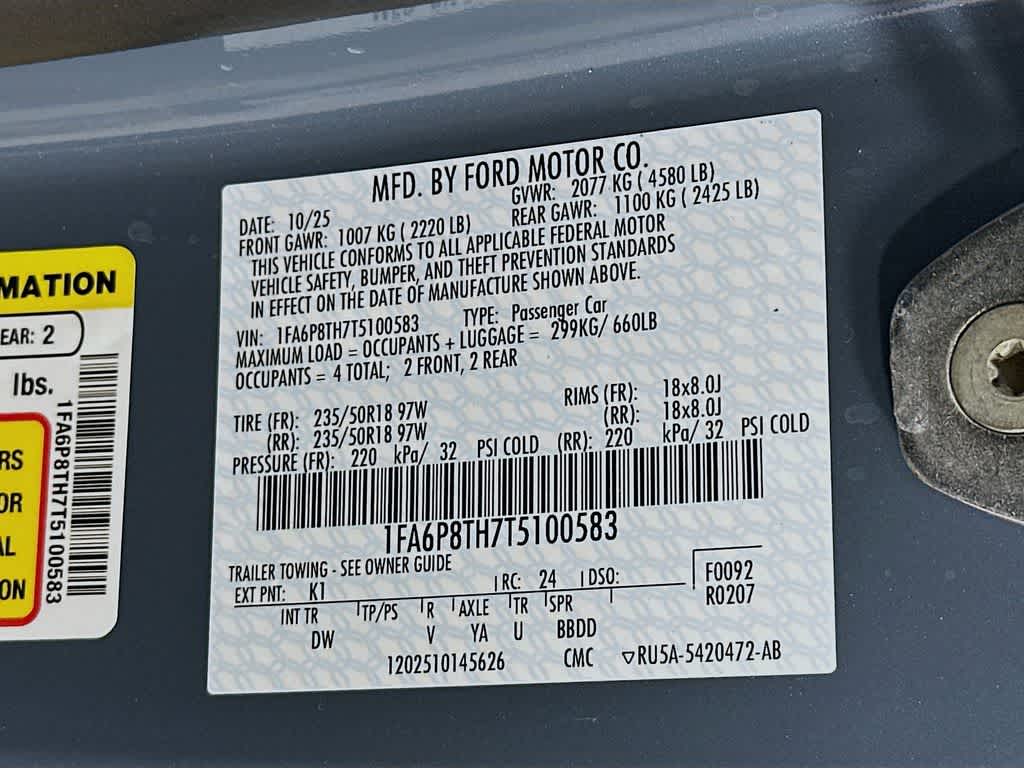 MFD. BY FORD MOTOR CO.
DATE: 10/25 GVWR: 2077 KG ( 4580 LB)
FRONT GAWR: 1007 KG ( 2220 LB) REAR GAWR: 1100 KG ( 2425 LB)
THIS VEHICLE CONFORMS TO ALL APPLICABLE FEDERAL MOTOR
VEHICLE SAFETY, BUMPER, AND THEFT PREVENTION STANDARDS
IN EFFECT ON THE DATE OF MANUFACTURE SHOWN ABOVE.
VIN: 1FA6P8TH7T5100583 TYPE: Passenger Car
MAXIMUM LOAD = OCCUPANTS + LUGGAGE = 299KG/ 660LB
OCCUPANTS = 4 TOTAL; 2 FRONT, 2 REAR
TIRE (FR): 235/50R18 97W RIMS (FR): 18x8.0J
(RR): 235/50R18 97W (RR): 18x8.0J
PRESSURE (FR): 220 kPa/ 32 PSI COLD (RR): 220 kPa/ 32 PSI COLD
1FA6P8TH7T5100583
TRAILER TOWING - SEE OWNER GUIDE
EXT PNT: K1 RC: 24 DSO: F0092
R0207
INT TR TP/PS R AXLE TR SPR
DW V YA U BBDD
1202510145626 CMC ▽RU5A-5420472-AB
MATION
EAR: 2
lbs.
RS
OR
AL
ON
1FA6P8TH7T5100583